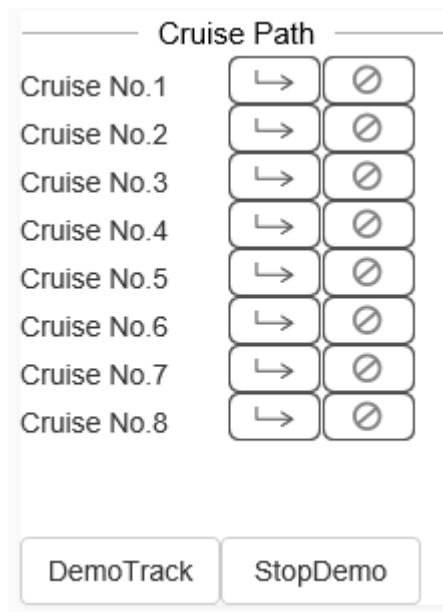 Cruise Path
Cruise No.1
Cruise No.2
Cruise No.3
Cruise No.4
Cruise No.5
Cruise No.6
Cruise No.7
Cruise No.8
DemoTrack StopDemo